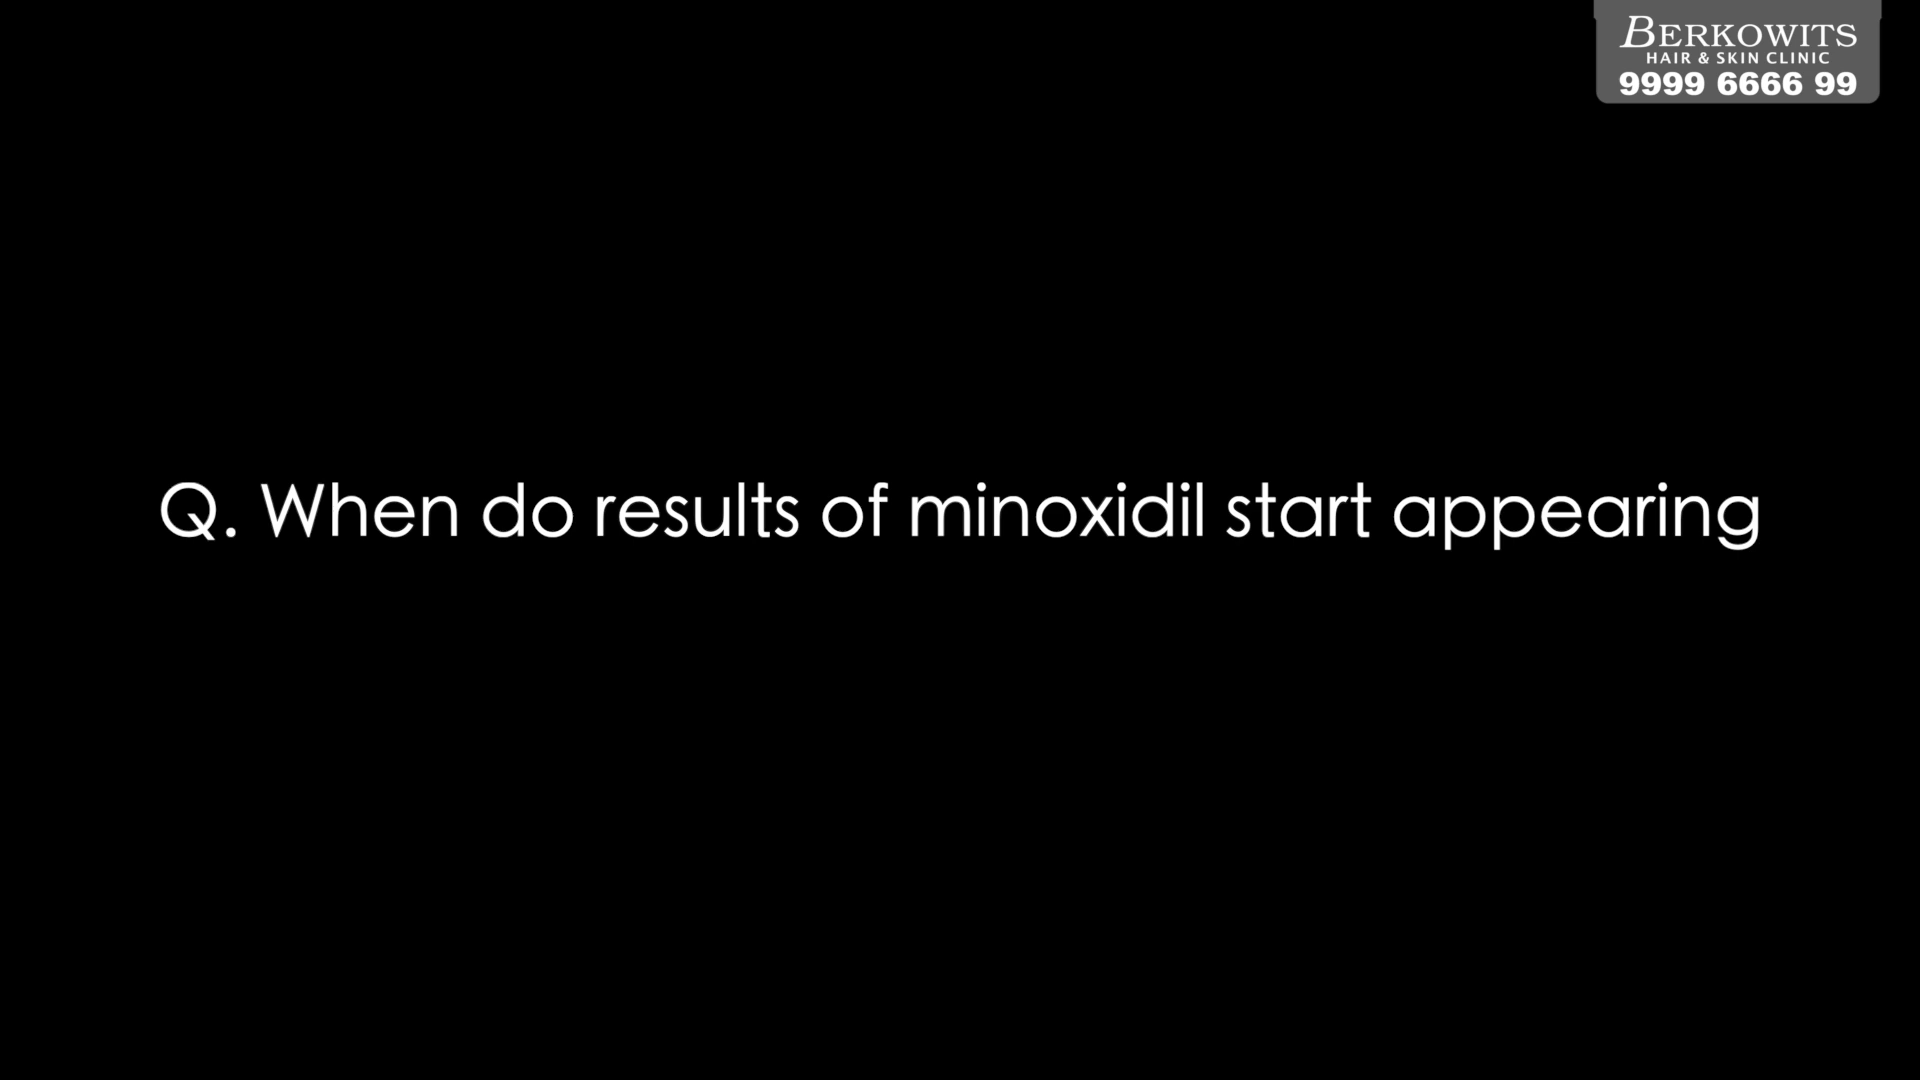 BERKOWITS
HAIR & SKIN CLINIC
9999 6666 99
Q. When do results of minoxidil start appearing